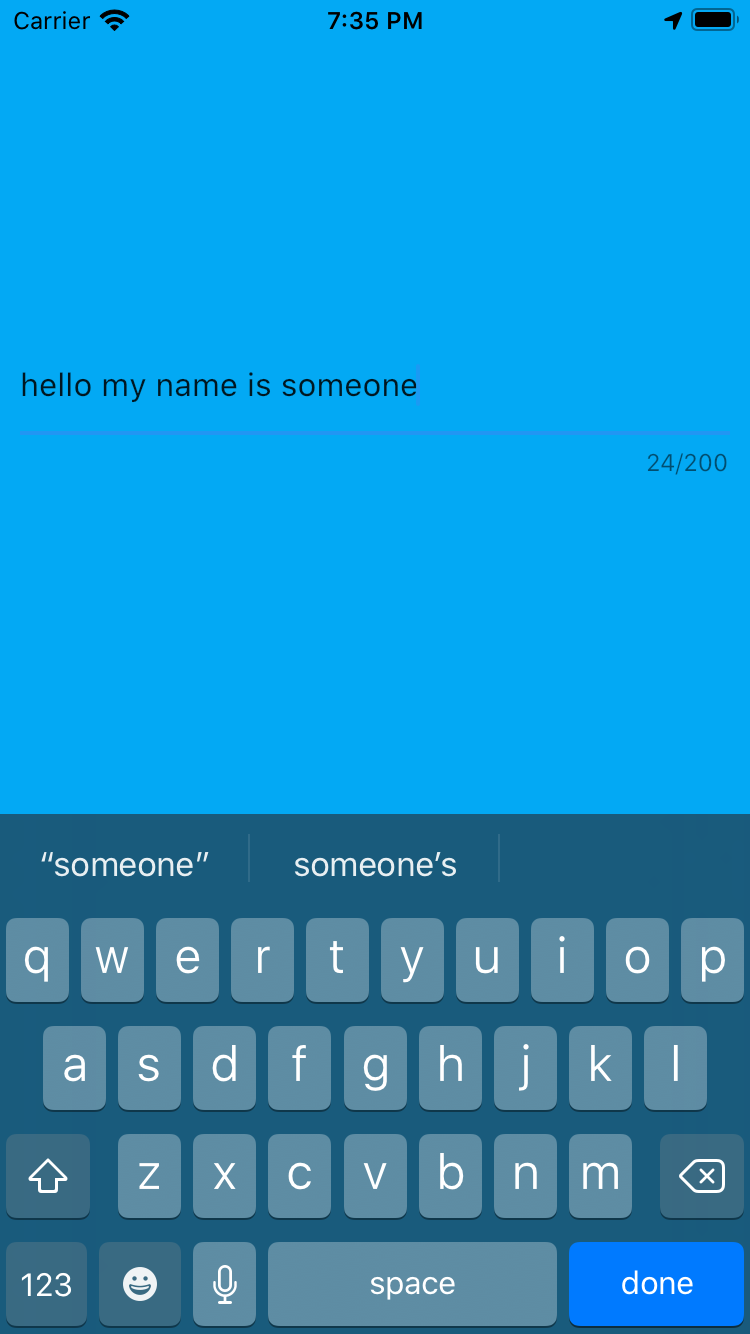 Carrier 7:35 PM
hello my name is someone
24/200
“someone” someone’s
q w e r t y u i o p
a s d f g h j k l
z x c v b n m
123 space done